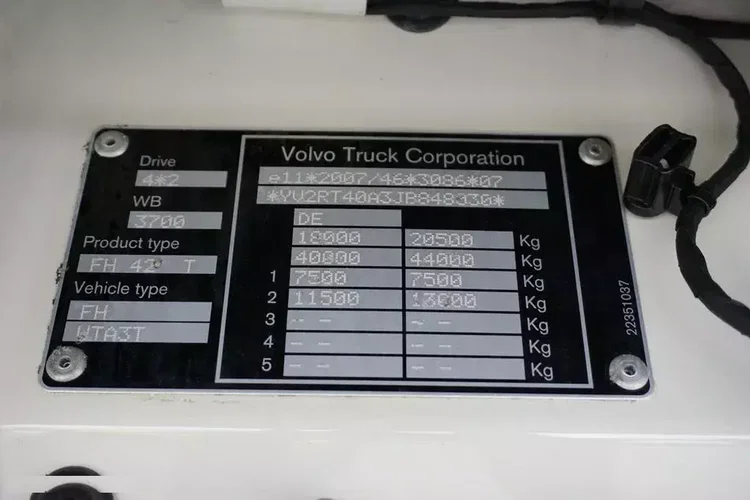 Drive
4*2
WB
3700
Product type
FH 42 T
Vehicle type
FH
WTA3T
Volvo Truck Corporation
e11*2007/46*3086*07
DE
18000 20500 Kg
40000 44000 Kg
1 7500 7500 Kg
2 11500 13000 Kg
3 -- -- Kg
4 -- -- Kg
5 -- -- Kg
22351037